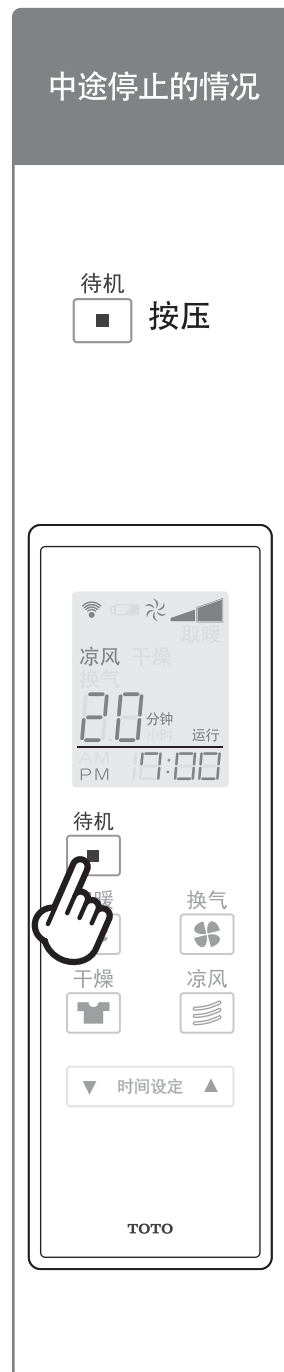 中途停止的情况
待机
按压
取暖
凉风 干燥
换气
20 分钟
小时 运行
AM
PM 7:00
待机
暖 换气
干燥 凉风
▼ 时间设定 ▲
TOTO